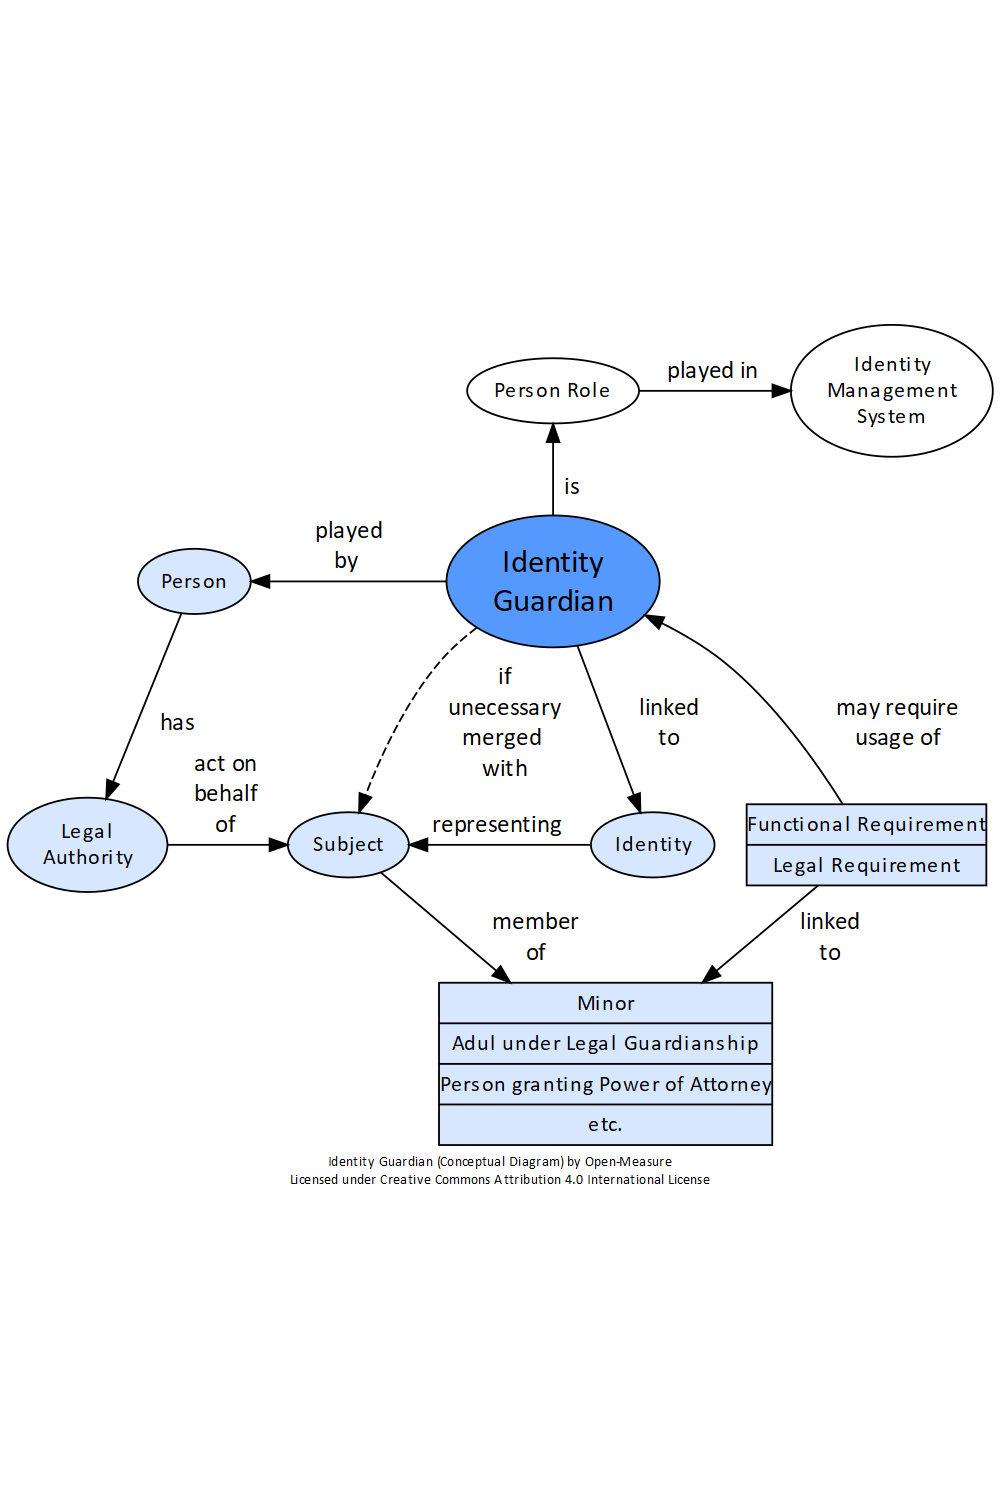 Identity
Management
System
played in
Person Role
is
played
by
Identity
Guardian
Person
if
unecessary
merged
with
linked
to
may require
usage of
has
act on
behalf
of
Legal
Authority
Subject
representing
Identity
Functional Requirement
Legal Requirement
member
of
linked
to
Minor
Adul under Legal Guardianship
Person granting Power of Attorney
etc.
Identity Guardian (Conceptual Diagram) by Open-Measure
Licensed under Creative Commons Attribution 4.0 International License